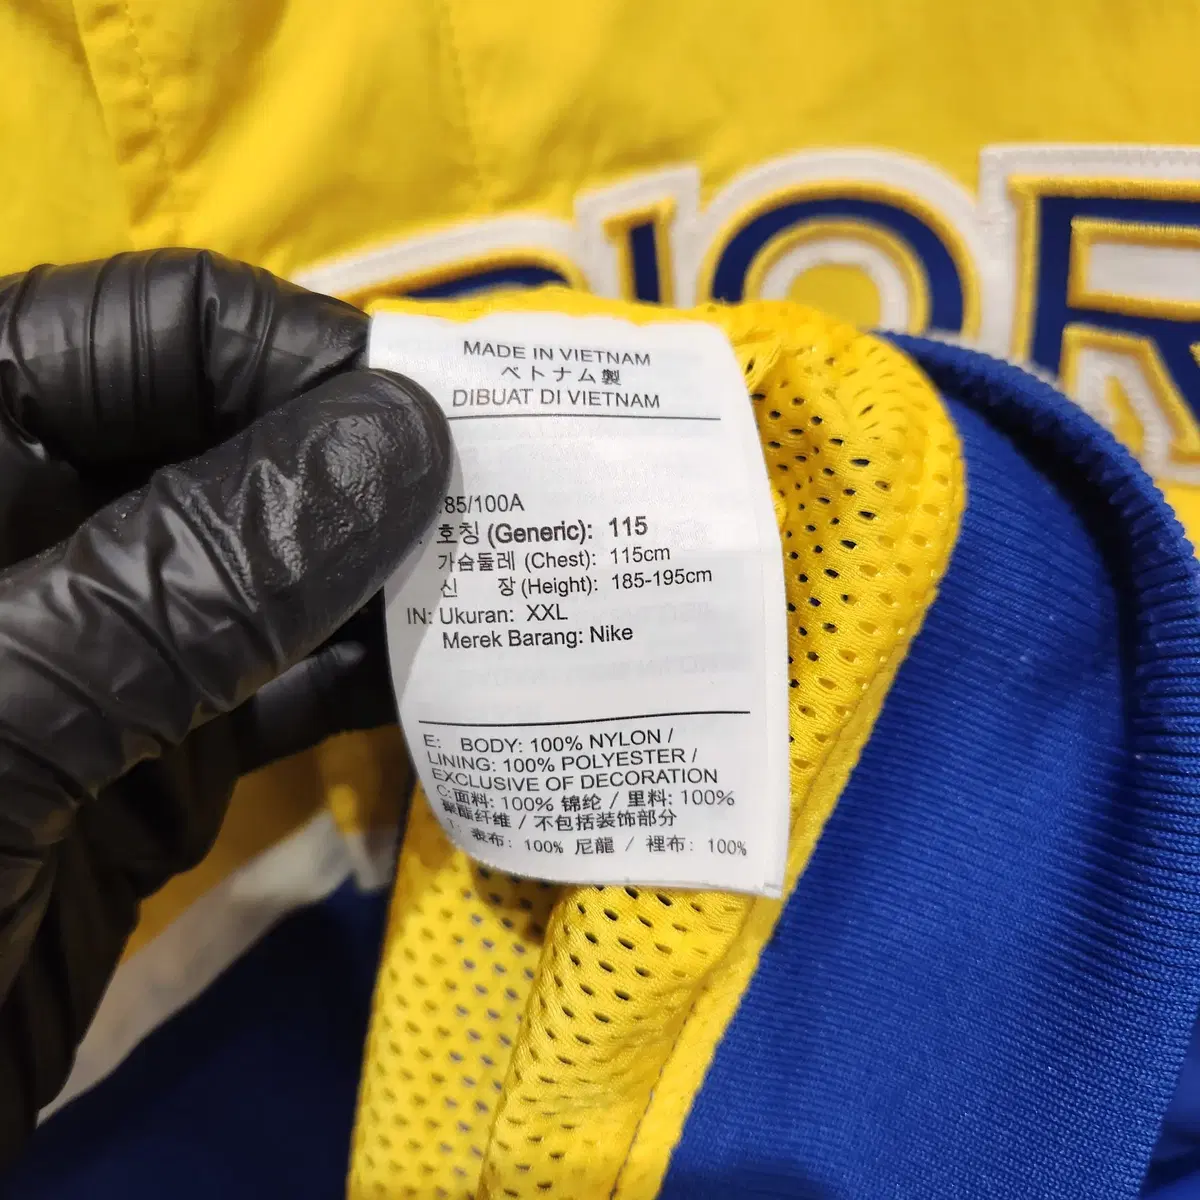 IOR
MADE IN VIETNAM
ベトナム製
DIBUAT DI VIETNAM
85/100A
호칭 (Generic): 115
가슴둘레 (Chest): 115cm
신 장 (Height): 185-195cm
IN: Ukuran: XXL
Merek Barang: Nike
E: BODY: 100% NYLON /
LINING: 100% POLYESTER /
EXCLUSIVE OF DECORATION
C:面料: 100% 锦纶 / 里料: 100%
聚酯纤维 / 不包括装饰部分
T: 表布: 100% 尼龍 / 裡布: 100%